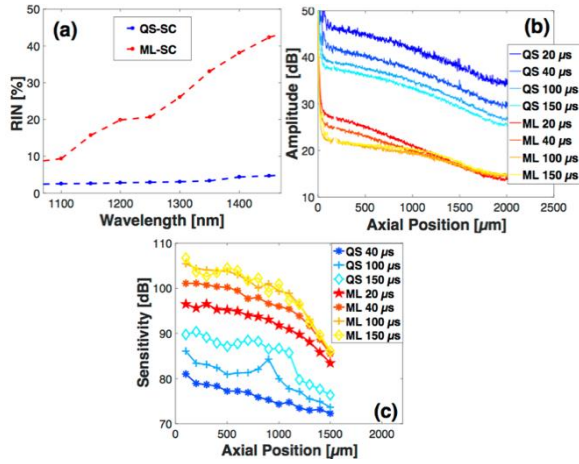 (a)
QS-SC
ML-SC
RIN [%]
50
40
30
20
10
0
1100
1200
1300
1400
Wavelength [nm]
(b)
Amplitude [dB]
50
40
30
20
10
0
500
1000
1500
2000
2500
Axial Position [µm]
QS 20 µs
QS 40 µs
QS 100 µs
QS 150 µs
ML 20 µs
ML 40 µs
ML 100 µs
ML 150 µs
Sensitivity [dB]
110
100
90
80
70
0
500
1000
1500
2000
Axial Position [µm]
QS 40 µs
QS 100 µs
QS 150 µs
ML 20 µs
ML 40 µs
ML 100 µs
ML 150 µs
(c)